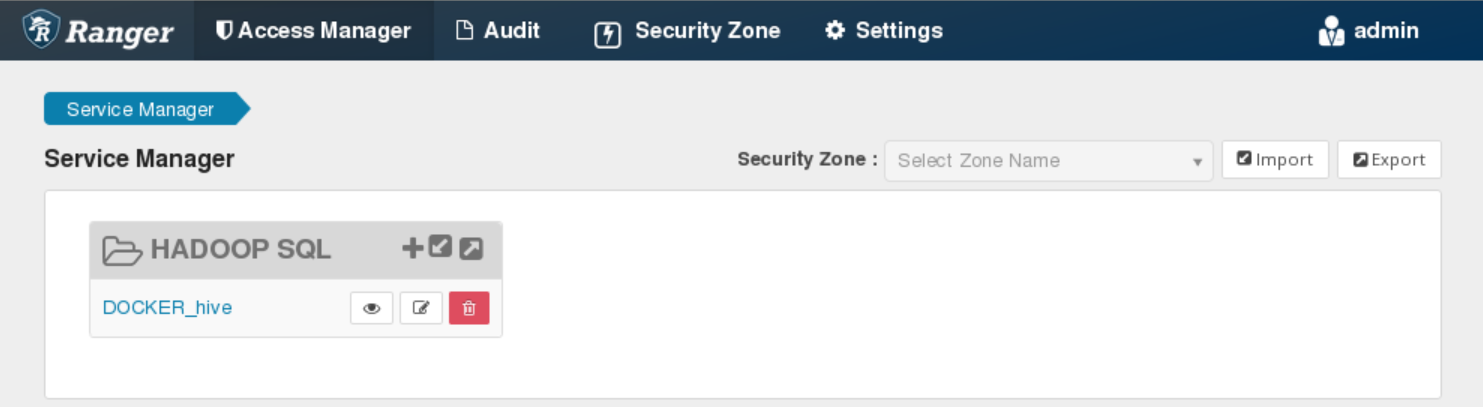 Ranger Access Manager Audit Security Zone Settings admin
Service Manager
Service Manager Security Zone : Select Zone Name Import Export
HADOOP SQL
DOCKER_hive